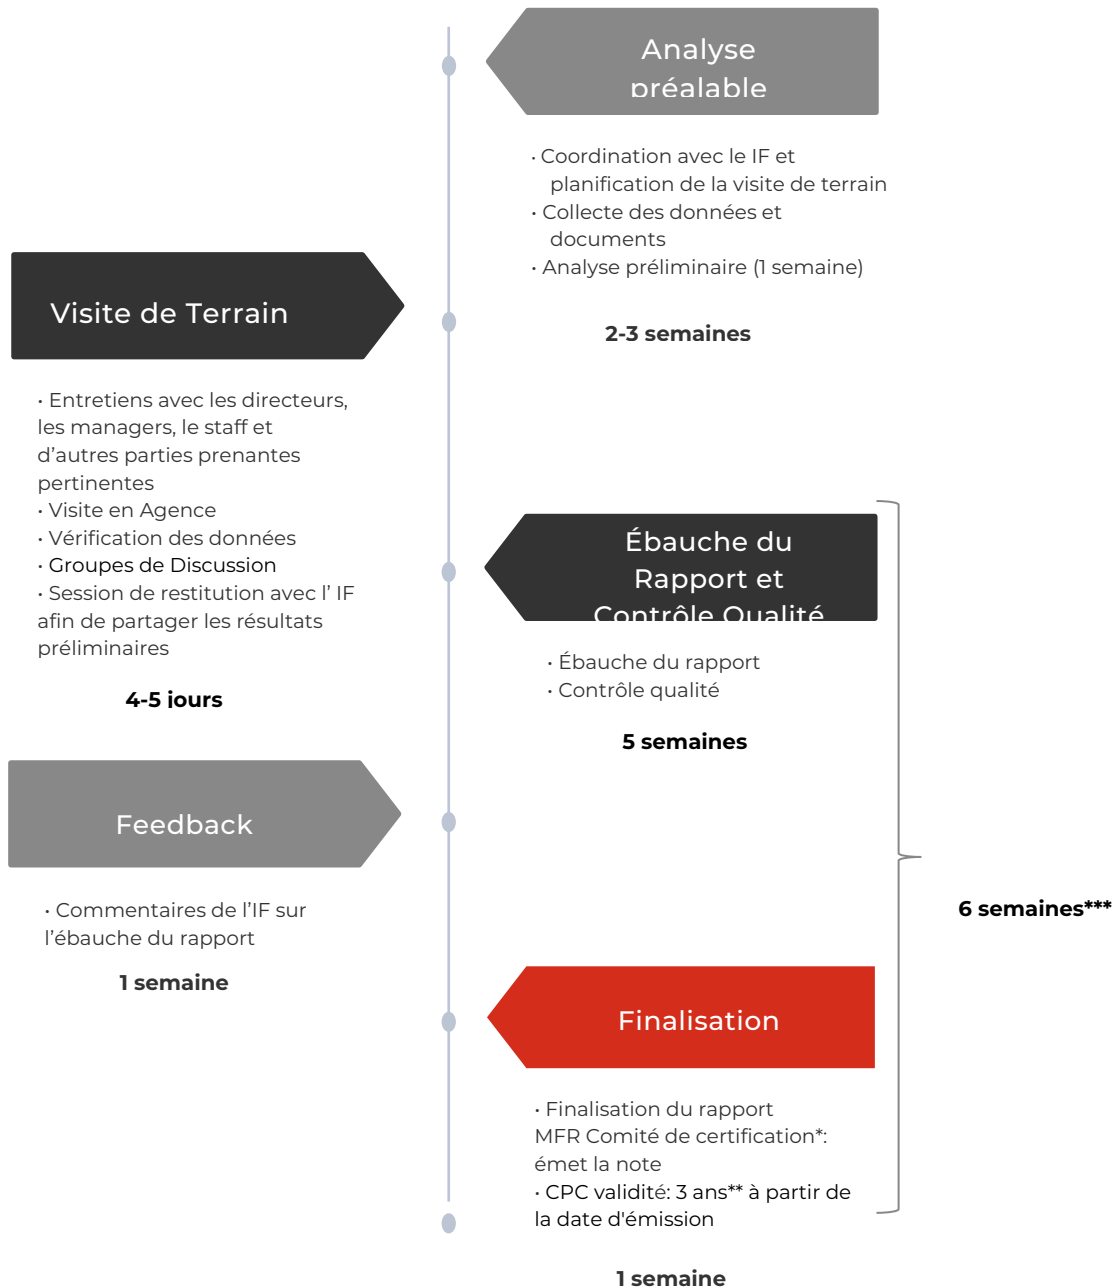 Analyse
préalable
· Coordination avec le IF et
planification de la visite de terrain
· Collecte des données et
documents
· Analyse préliminaire (1 semaine)
2-3 semaines
Visite de Terrain
· Entretiens avec les directeurs,
les managers, le staff et
d’autres parties prenantes
pertinentes
· Visite en Agence
· Vérification des données
· Groupes de Discussion
· Session de restitution avec l’ IF
afin de partager les résultats
préliminaires
4-5 jours
Ébauche du
Rapport et
Contrôle Qualité
· Ébauche du rapport
· Contrôle qualité
5 semaines
Feedback
· Commentaires de l’IF sur
l’ébauche du rapport
1 semaine
6 semaines***
Finalisation
· Finalisation du rapport
MFR Comité de certification*:
émet la note
· CPC validité: 3 ans** à partir de
la date d'émission
1 semaine